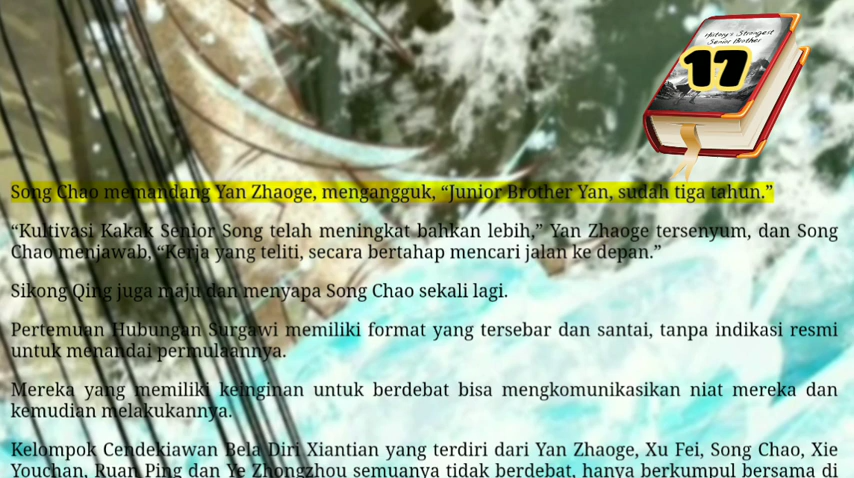 History's Strongest
Senior Brother
17
Song Chao memandang Yan Zhaoge, mengangguk, “Junior Brother Yan, sudah tiga tahun.”
“Kultivasi Kakak Senior Song telah meningkat bahkan lebih,” Yan Zhaoge tersenyum, dan Song
Chao menjawab, “Kerja yang teliti, secara bertahap mencari jalan ke depan.”
Sikong Qing juga maju dan menyapa Song Chao sekali lagi.
Pertemuan Hubungan Surgawi memiliki format yang tersebar dan santai, tanpa indikasi resmi
untuk menandai permulaannya.
Mereka yang memiliki keinginan untuk berdebat bisa mengkomunikasikan niat mereka dan
kemudian melakukannya.
Kelompok Cendekiawan Bela Diri Xiantian yang terdiri dari Yan Zhaoge, Xu Fei, Song Chao, Xie
Youchan, Ruan Ping dan Ye Zhongzhou semuanya tidak berdebat, hanya berkumpul bersama di